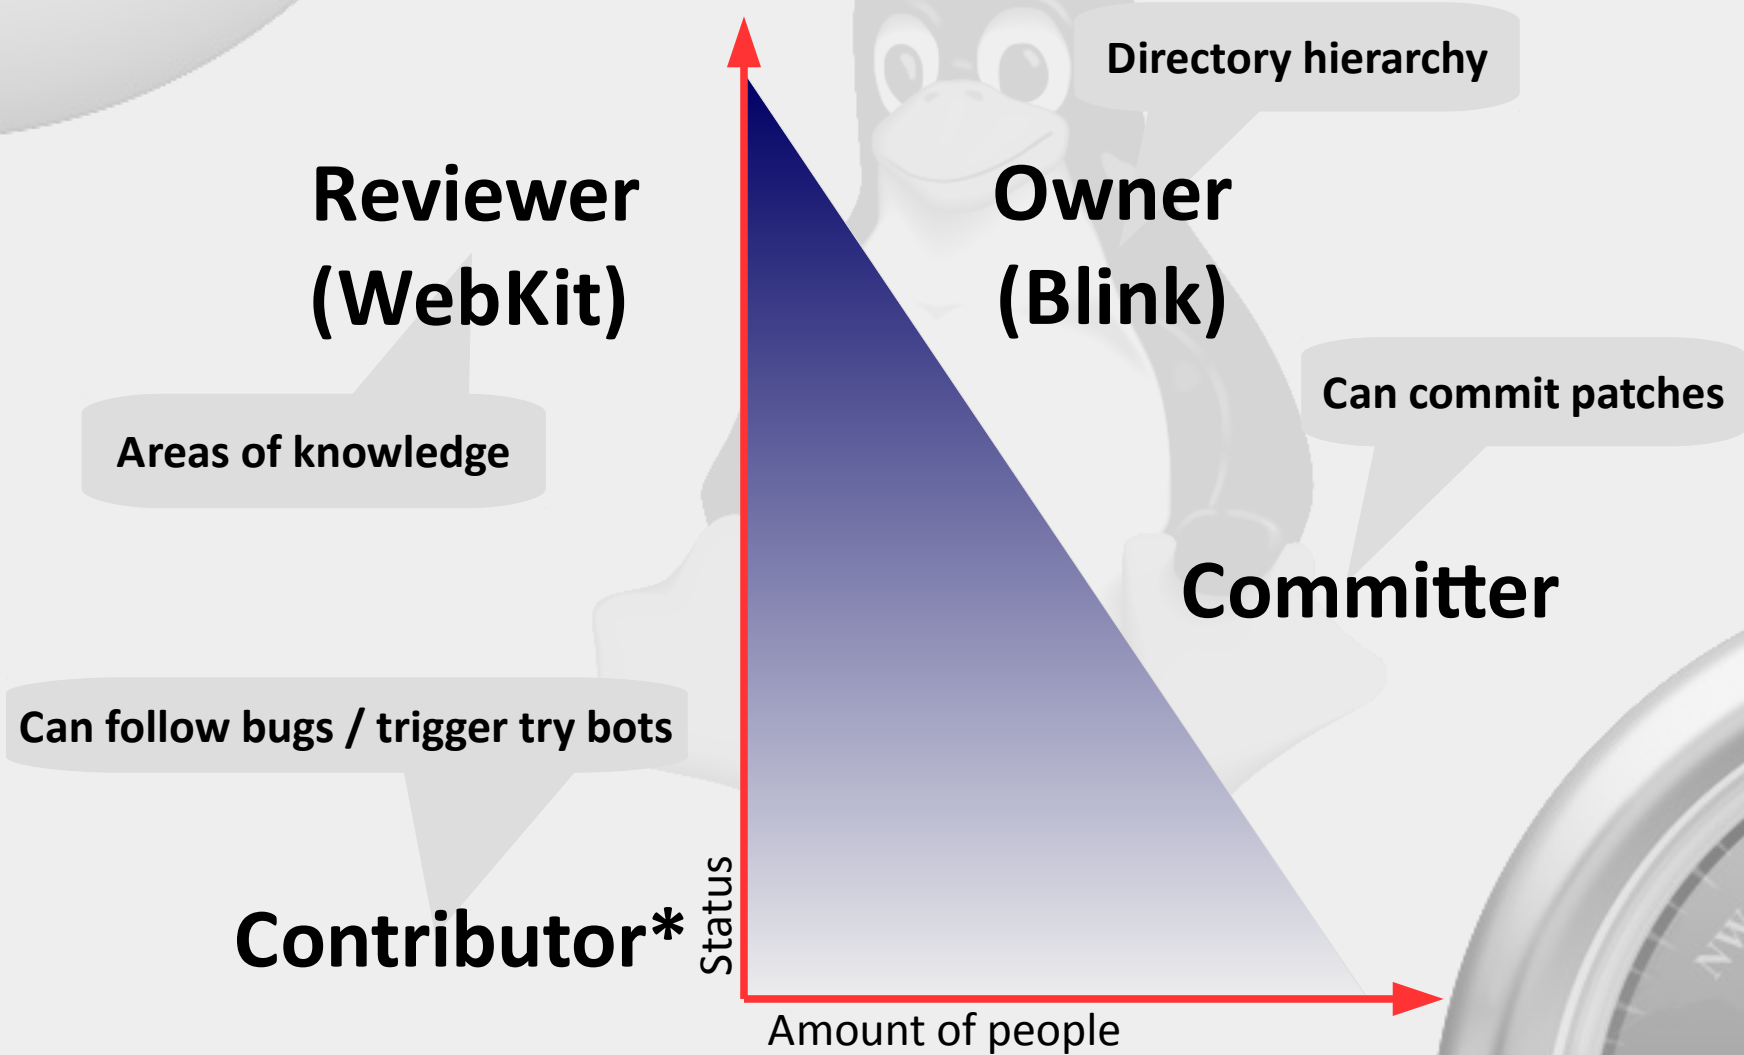 Directory hierarchy
Reviewer
(WebKit)
Owner
(Blink)
Can commit patches
Areas of knowledge
Committer
Can follow bugs / trigger try bots
Contributor*
Status
Amount of people
NW